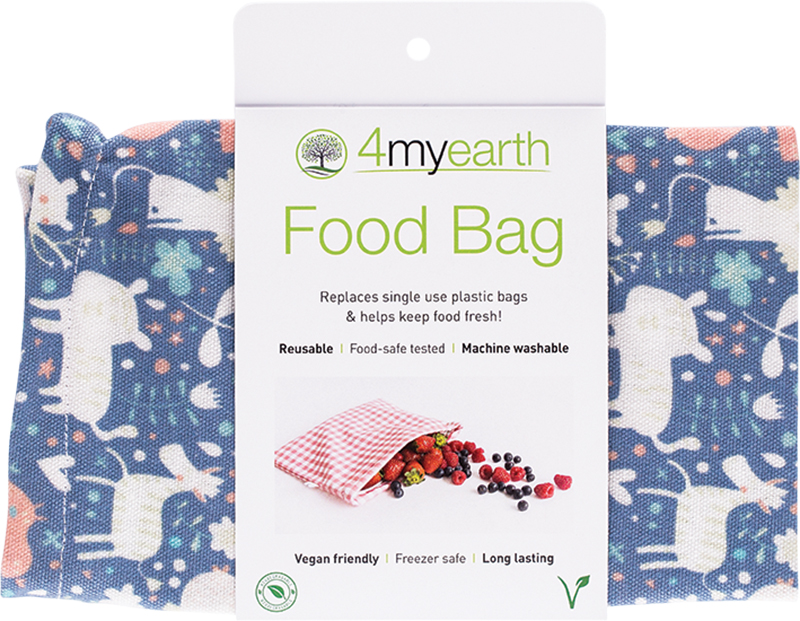 4myearth
Food Bag
Replaces single use plastic bags
& helps keep food fresh!
Reusable | Food-safe tested | Machine washable
Vegan friendly | Freezer safe | Long lasting